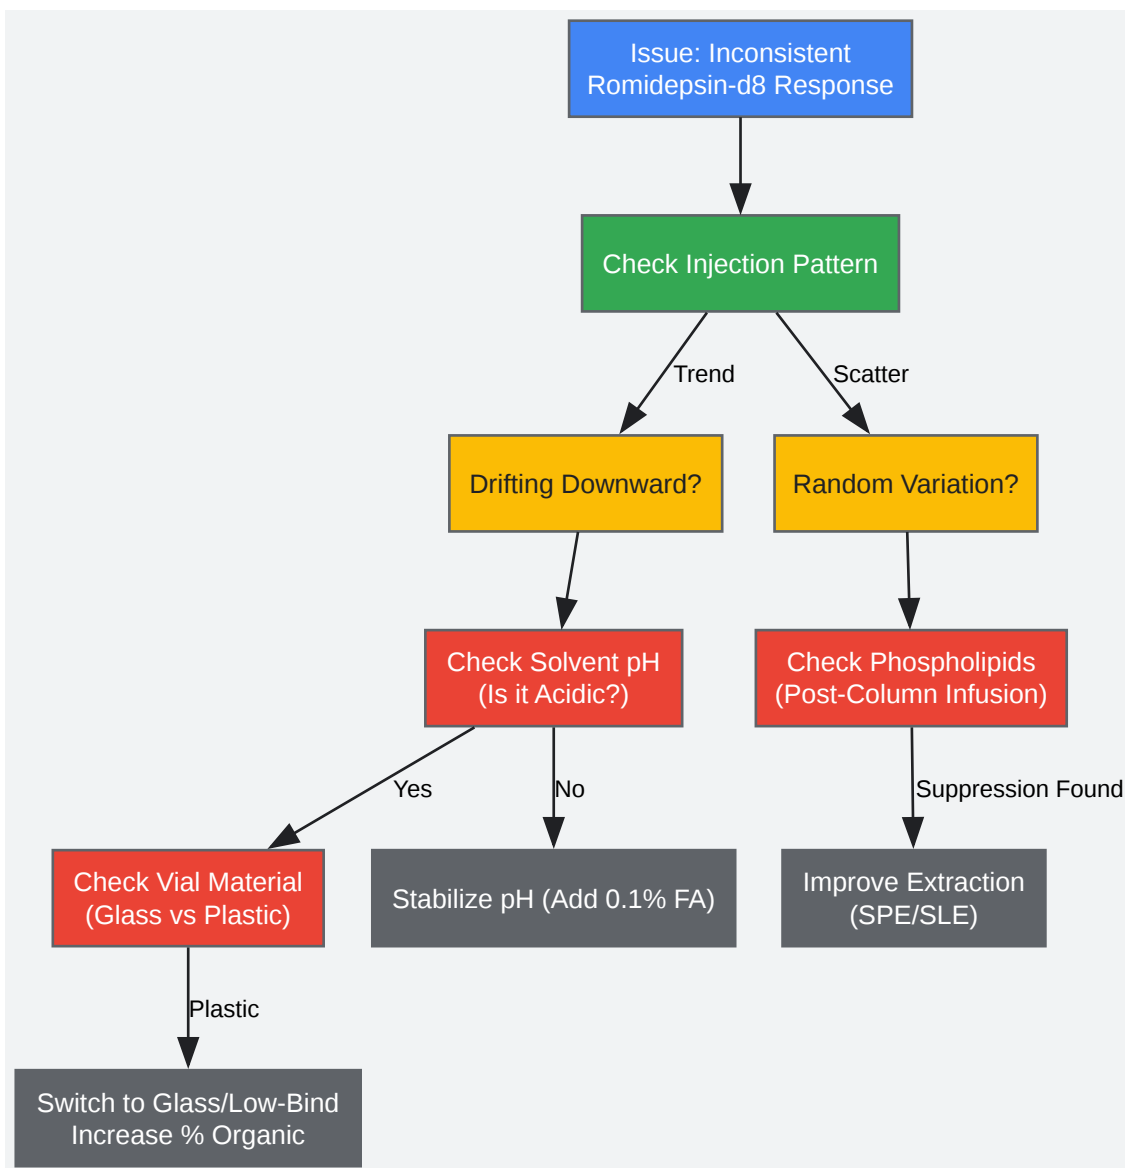 Issue: Inconsistent
Romidepsin-d8 Response
Check Injection Pattern
Trend
Scatter
Drifting Downward?
Random Variation?
Check Solvent pH
(Is it Acidic?)
Check Phospholipids
(Post-Column Infusion)
Yes
No
Suppression Found
Check Vial Material
(Glass vs Plastic)
Stabilize pH (Add 0.1% FA)
Improve Extraction
(SPE/SLE)
Plastic
Switch to Glass/Low-Bind
Increase % Organic